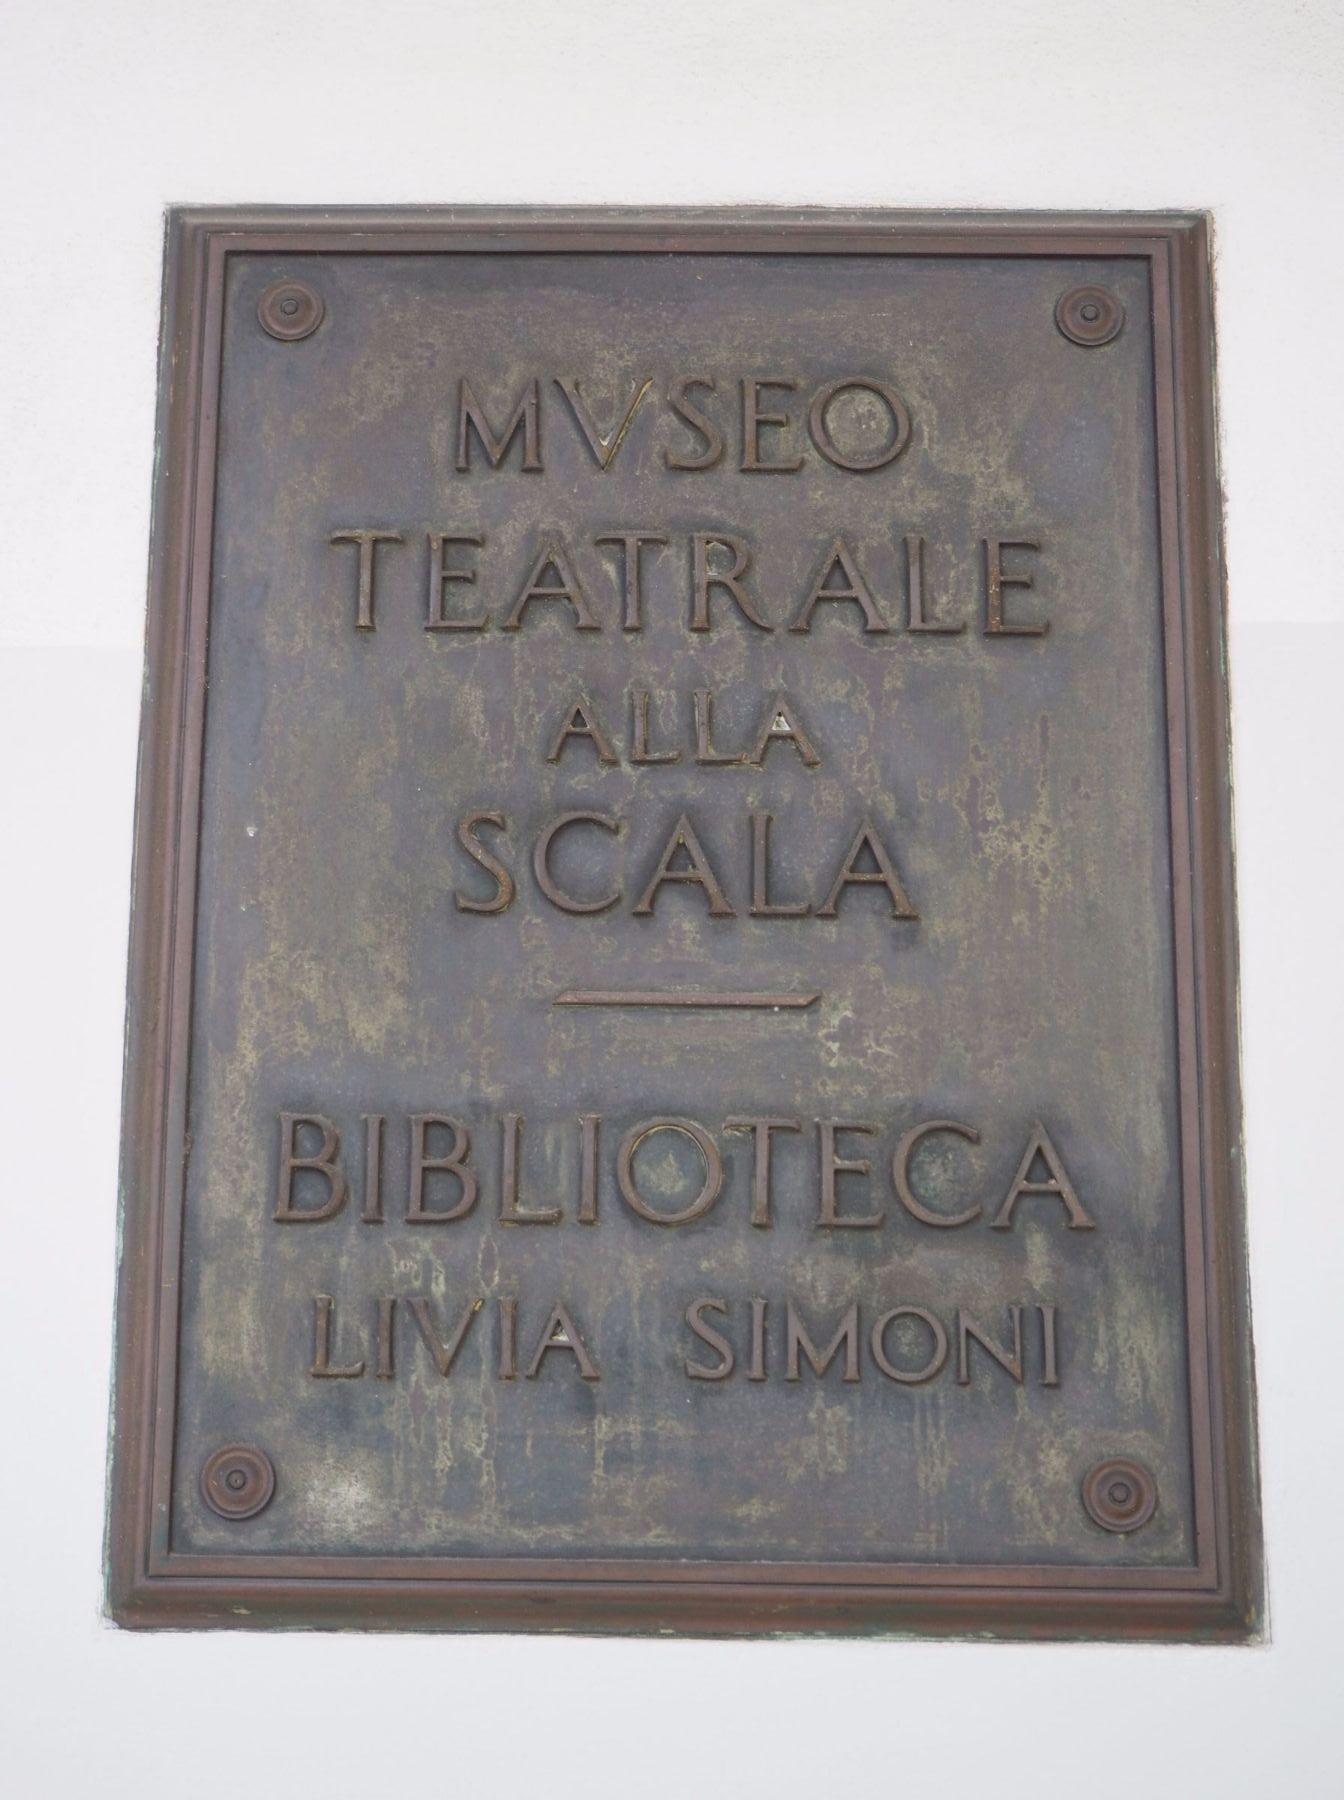 MVSEO
TEATRALE
ALLA
SCALA
BIBLIOTECA
LIVIA SIMONI